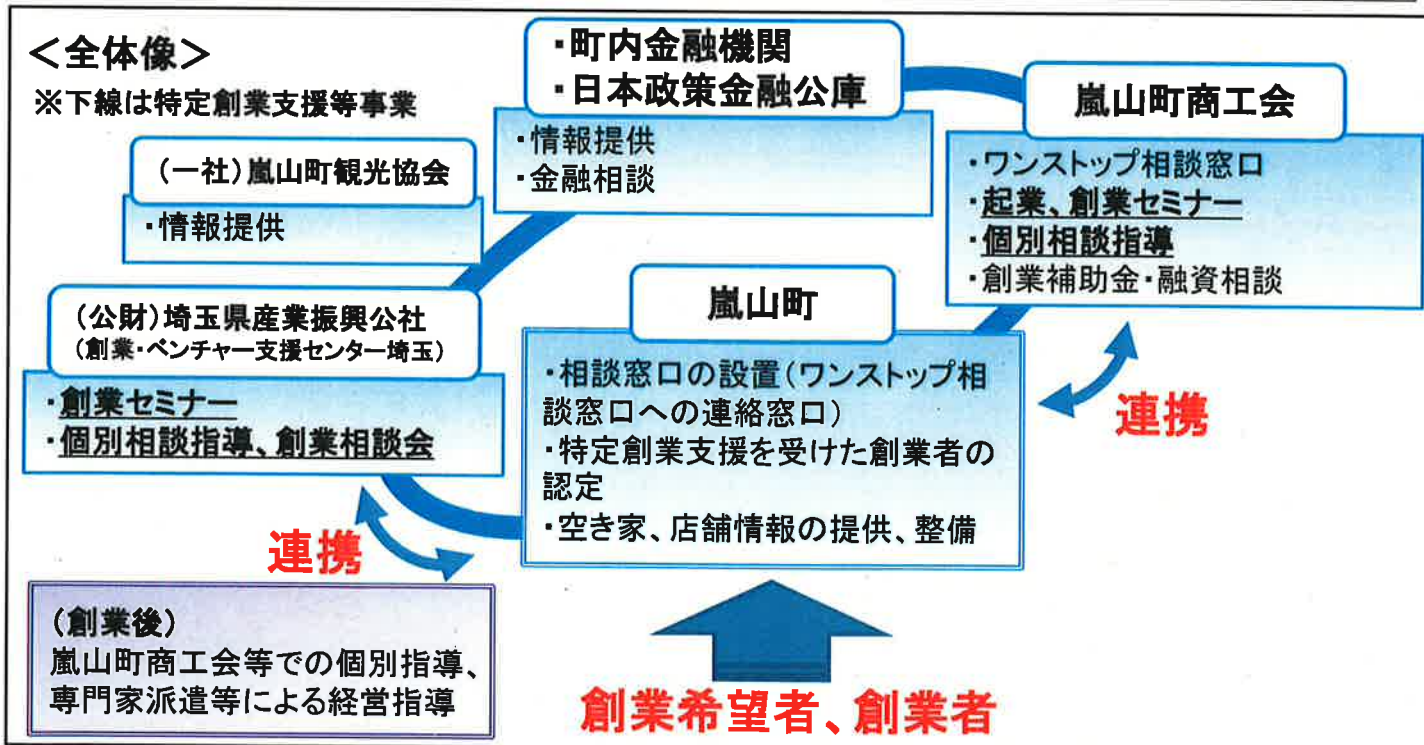 ＜全体像＞
※下線は特定創業支援等事業
・町内金融機関
・日本政策金融公庫
・情報提供
・金融相談
嵐山町商工会
・ワンストップ相談窓口
・起業、創業セミナー
・個別相談指導
・創業補助金・融資相談
（一社）嵐山町観光協会
・情報提供
（公財）埼玉県産業振興公社
（創業・ベンチャー支援センター埼玉）
・創業セミナー
・個別相談指導、創業相談会
嵐山町
・相談窓口の設置（ワンストップ相
談窓口への連絡窓口）
・特定創業支援を受けた創業者の
認定
・空き家、店舗情報の提供、整備
連携
連携
（創業後）
嵐山町商工会等での個別指導、
専門家派遣等による経営指導
創業希望者、創業者